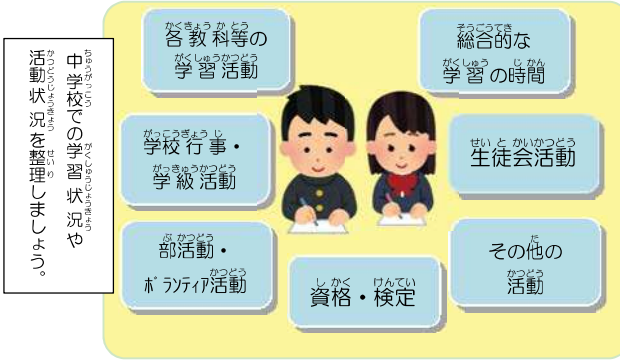 中学校での学習状況や
活動状況を整理しましょう。
各教科等の
学習活動
総合的な
学習の時間
学校行事・
学級活動
生徒会活動
部活動・
ボランティア活動
その他の
活動
資格・検定